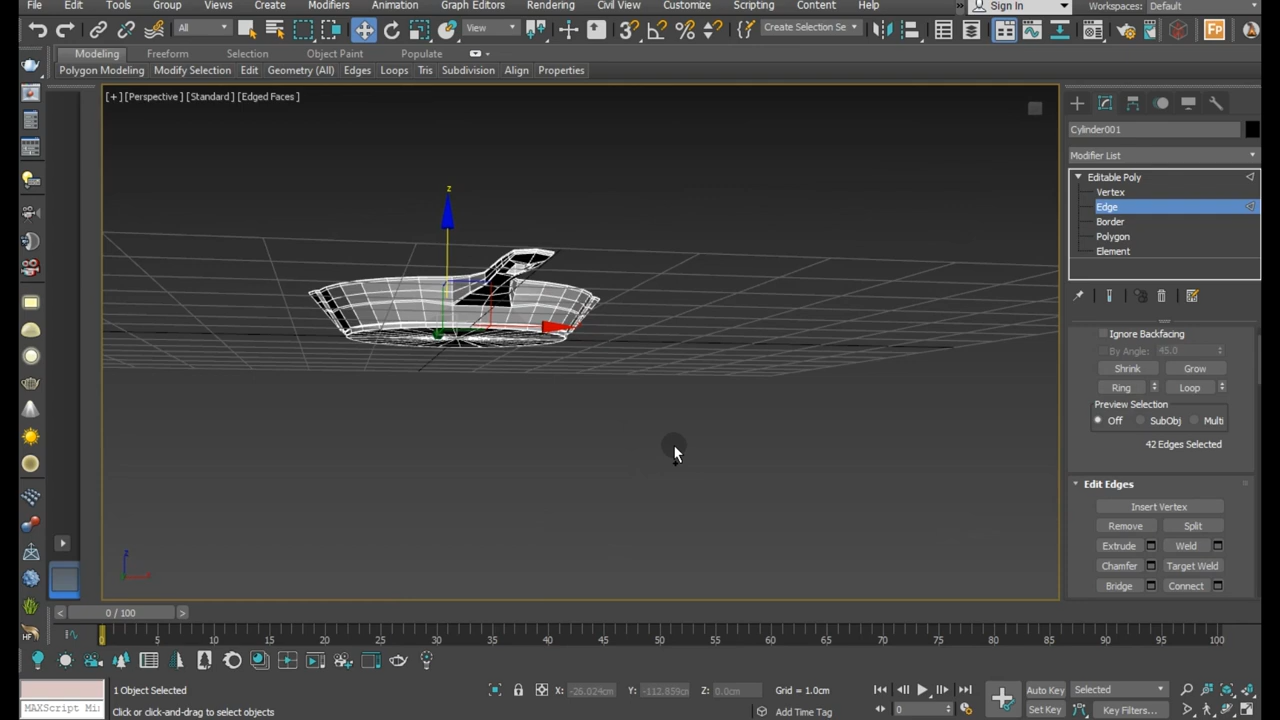 File Edit Tools Group Views Create Modifiers Animation Graph Editors Rendering Civil View Customize Scripting Content Help » Sign In Workspaces: Default
All View Create Selection Se
Modeling Freeform Selection Object Paint Populate
Polygon Modeling Modify Selection Edit Geometry (All) Edges Loops Tris Subdivision Align Properties
[+] [Perspective] [Standard] [Edged Faces]
Cylinder001
Modifier List
Editable Poly
Vertex
Edge
Border
Polygon
Element
z
Ignore Backfacing
By Angle: 45.0
Shrink Grow
Ring Loop
Preview Selection
Off SubObj Multi
42 Edges Selected
Edit Edges
Insert Vertex
Remove Split
Extrude Weld
Chamfer Target Weld
Bridge Connect
z
< 0 / 100 >
0 5 10 15 20 25 30 35 40 45 50 55 60 65 70 75 80 85 90 95 100
1 Object Selected X: -26.024cm Y: -112.859cm Z: 0.0cm Grid = 1.0cm Auto Key Selected
MAXScript Mi Click or click-and-drag to select objects Add Time Tag 0 Set Key Key Filters...